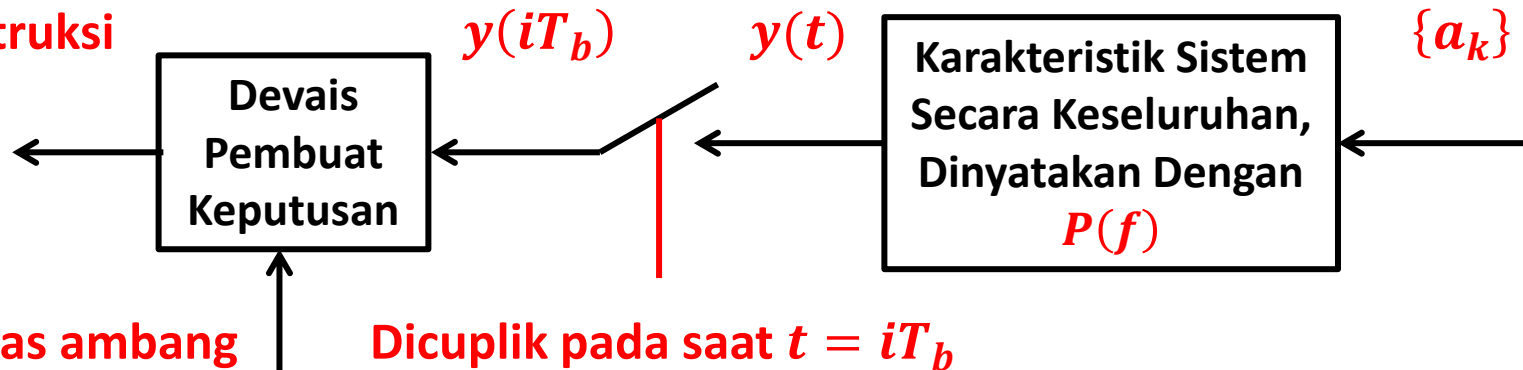 truksi
y(iT_b)
y(t)
{a_k}
Devais
Pembuat
Keputusan
Karakteristik Sistem
Secara Keseluruhan,
Dinyatakan Dengan
P(f)
as ambang
Dicuplik pada saat t = iT_b